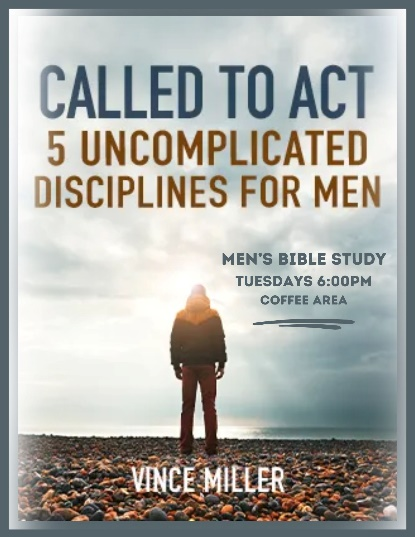 CALLED TO ACT
5 UNCOMPLICATED
DISCIPLINES FOR MEN
MEN'S BIBLE STUDY
TUESDAYS 6:00PM
COFFEE AREA
VINCE MILLER